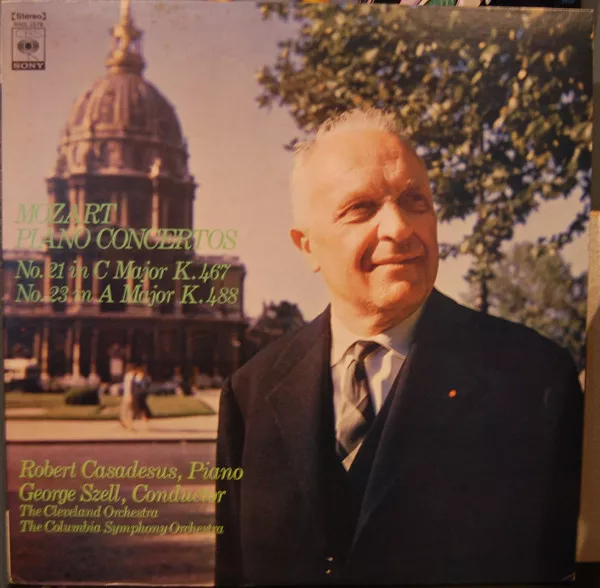 【Stereo】
CBS
SONY
MOZART
PIANO CONCERTOS
No. 21 in C Major K. 467
No. 23 in A Major K. 488
Robert Casadesus, Piano
George Szell, Conductor
The Cleveland Orchestra
The Columbia Symphony Orchestra